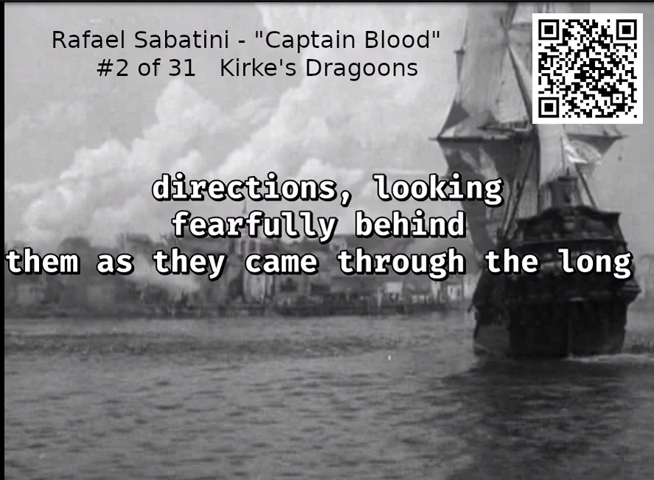 Rafael Sabatini - "Captain Blood"
#2 of 31 Kirke's Dragoons
directions, looking
fearfully behind
them as they came through the long